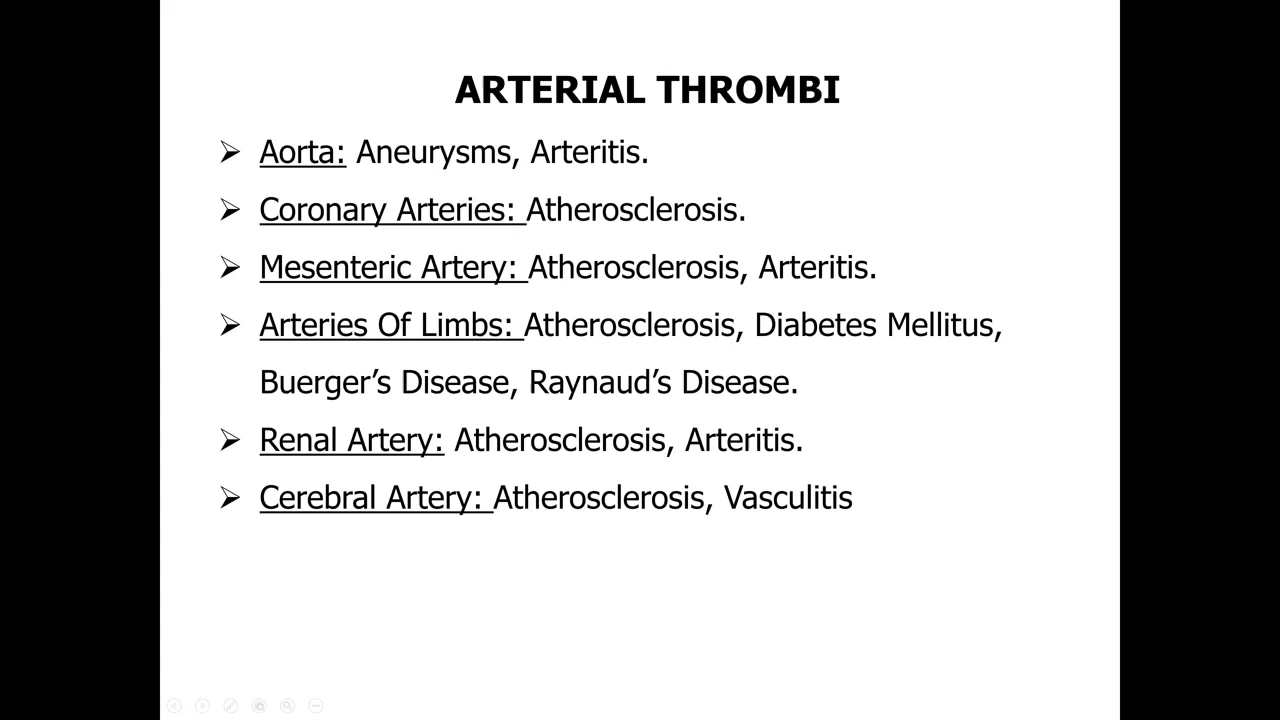 ARTERIAL THROMBI
➢ Aorta: Aneurysms, Arteritis.
➢ Coronary Arteries: Atherosclerosis.
➢ Mesenteric Artery: Atherosclerosis, Arteritis.
➢ Arteries Of Limbs: Atherosclerosis, Diabetes Mellitus,
Buerger’s Disease, Raynaud’s Disease.
➢ Renal Artery: Atherosclerosis, Arteritis.
➢ Cerebral Artery: Atherosclerosis, Vasculitis